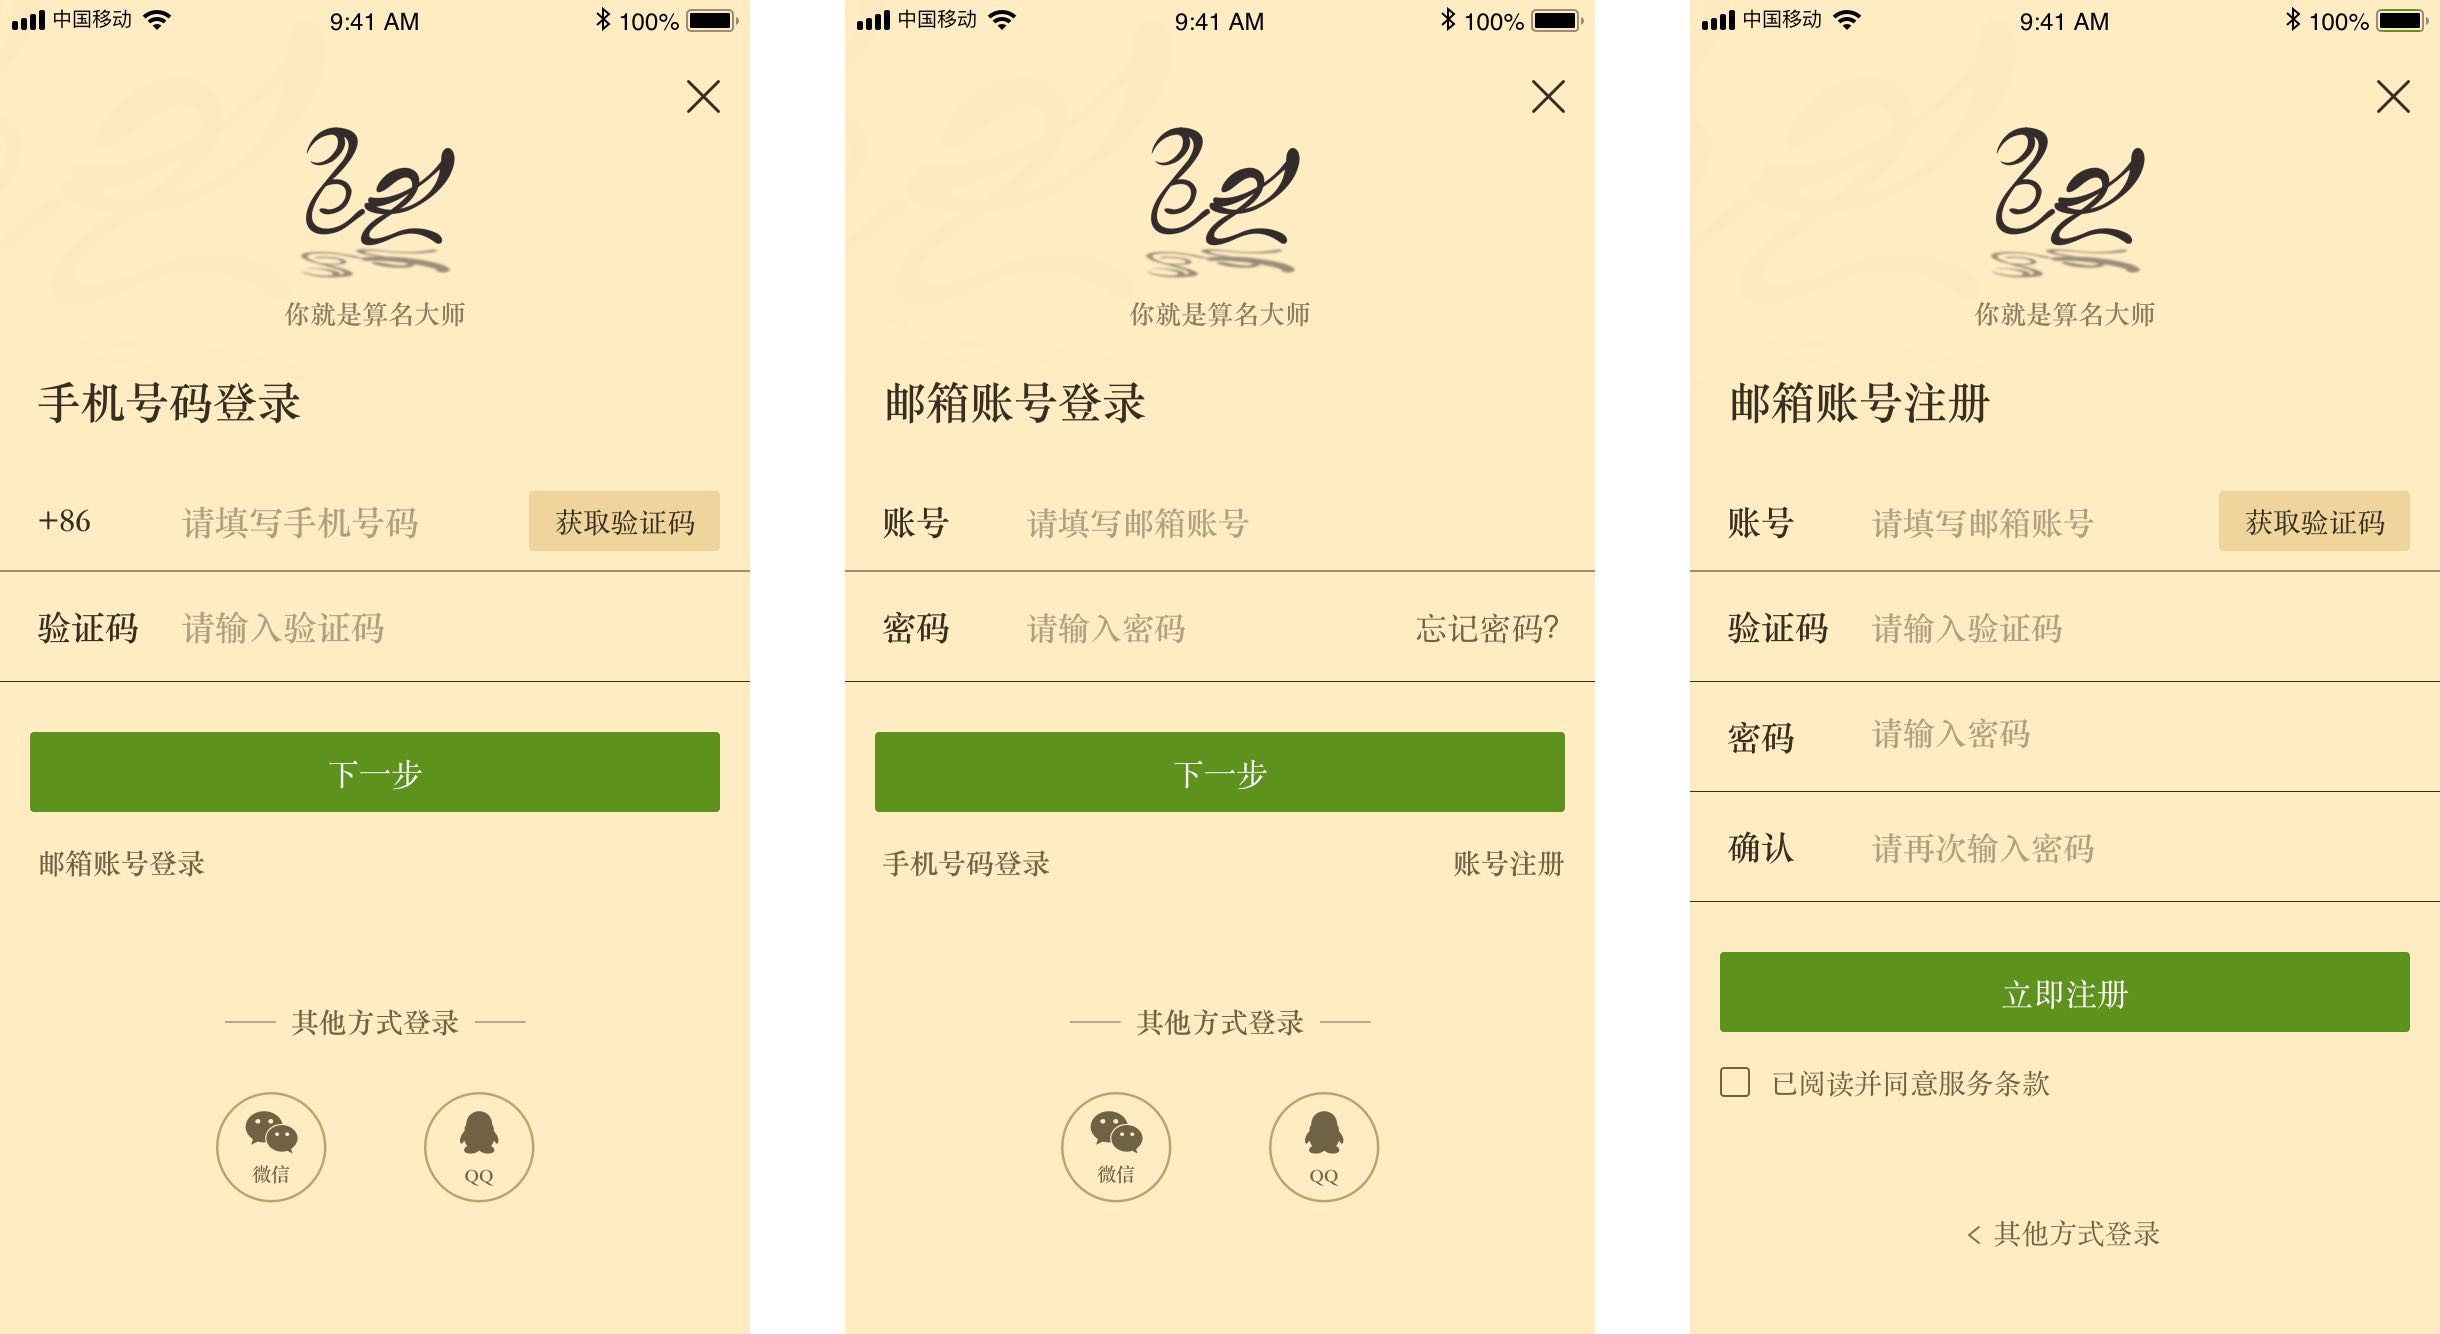 中国移动 9:41 AM 100%
你就是算名大师
手机号码登录
+86 请填写手机号码 获取验证码
验证码 请输入验证码
下一步
邮箱账号登录
其他方式登录
微信 QQ
中国移动 9:41 AM 100%
你就是算名大师
邮箱账号登录
账号 请填写邮箱账号
密码 请输入密码 忘记密码?
下一步
手机号码登录 账号注册
其他方式登录
微信 QQ
中国移动 9:41 AM 100%
你就是算名大师
邮箱账号注册
账号 请填写邮箱账号 获取验证码
验证码 请输入验证码
密码 请输入密码
确认 请再次输入密码
立即注册
已阅读并同意服务条款
< 其他方式登录